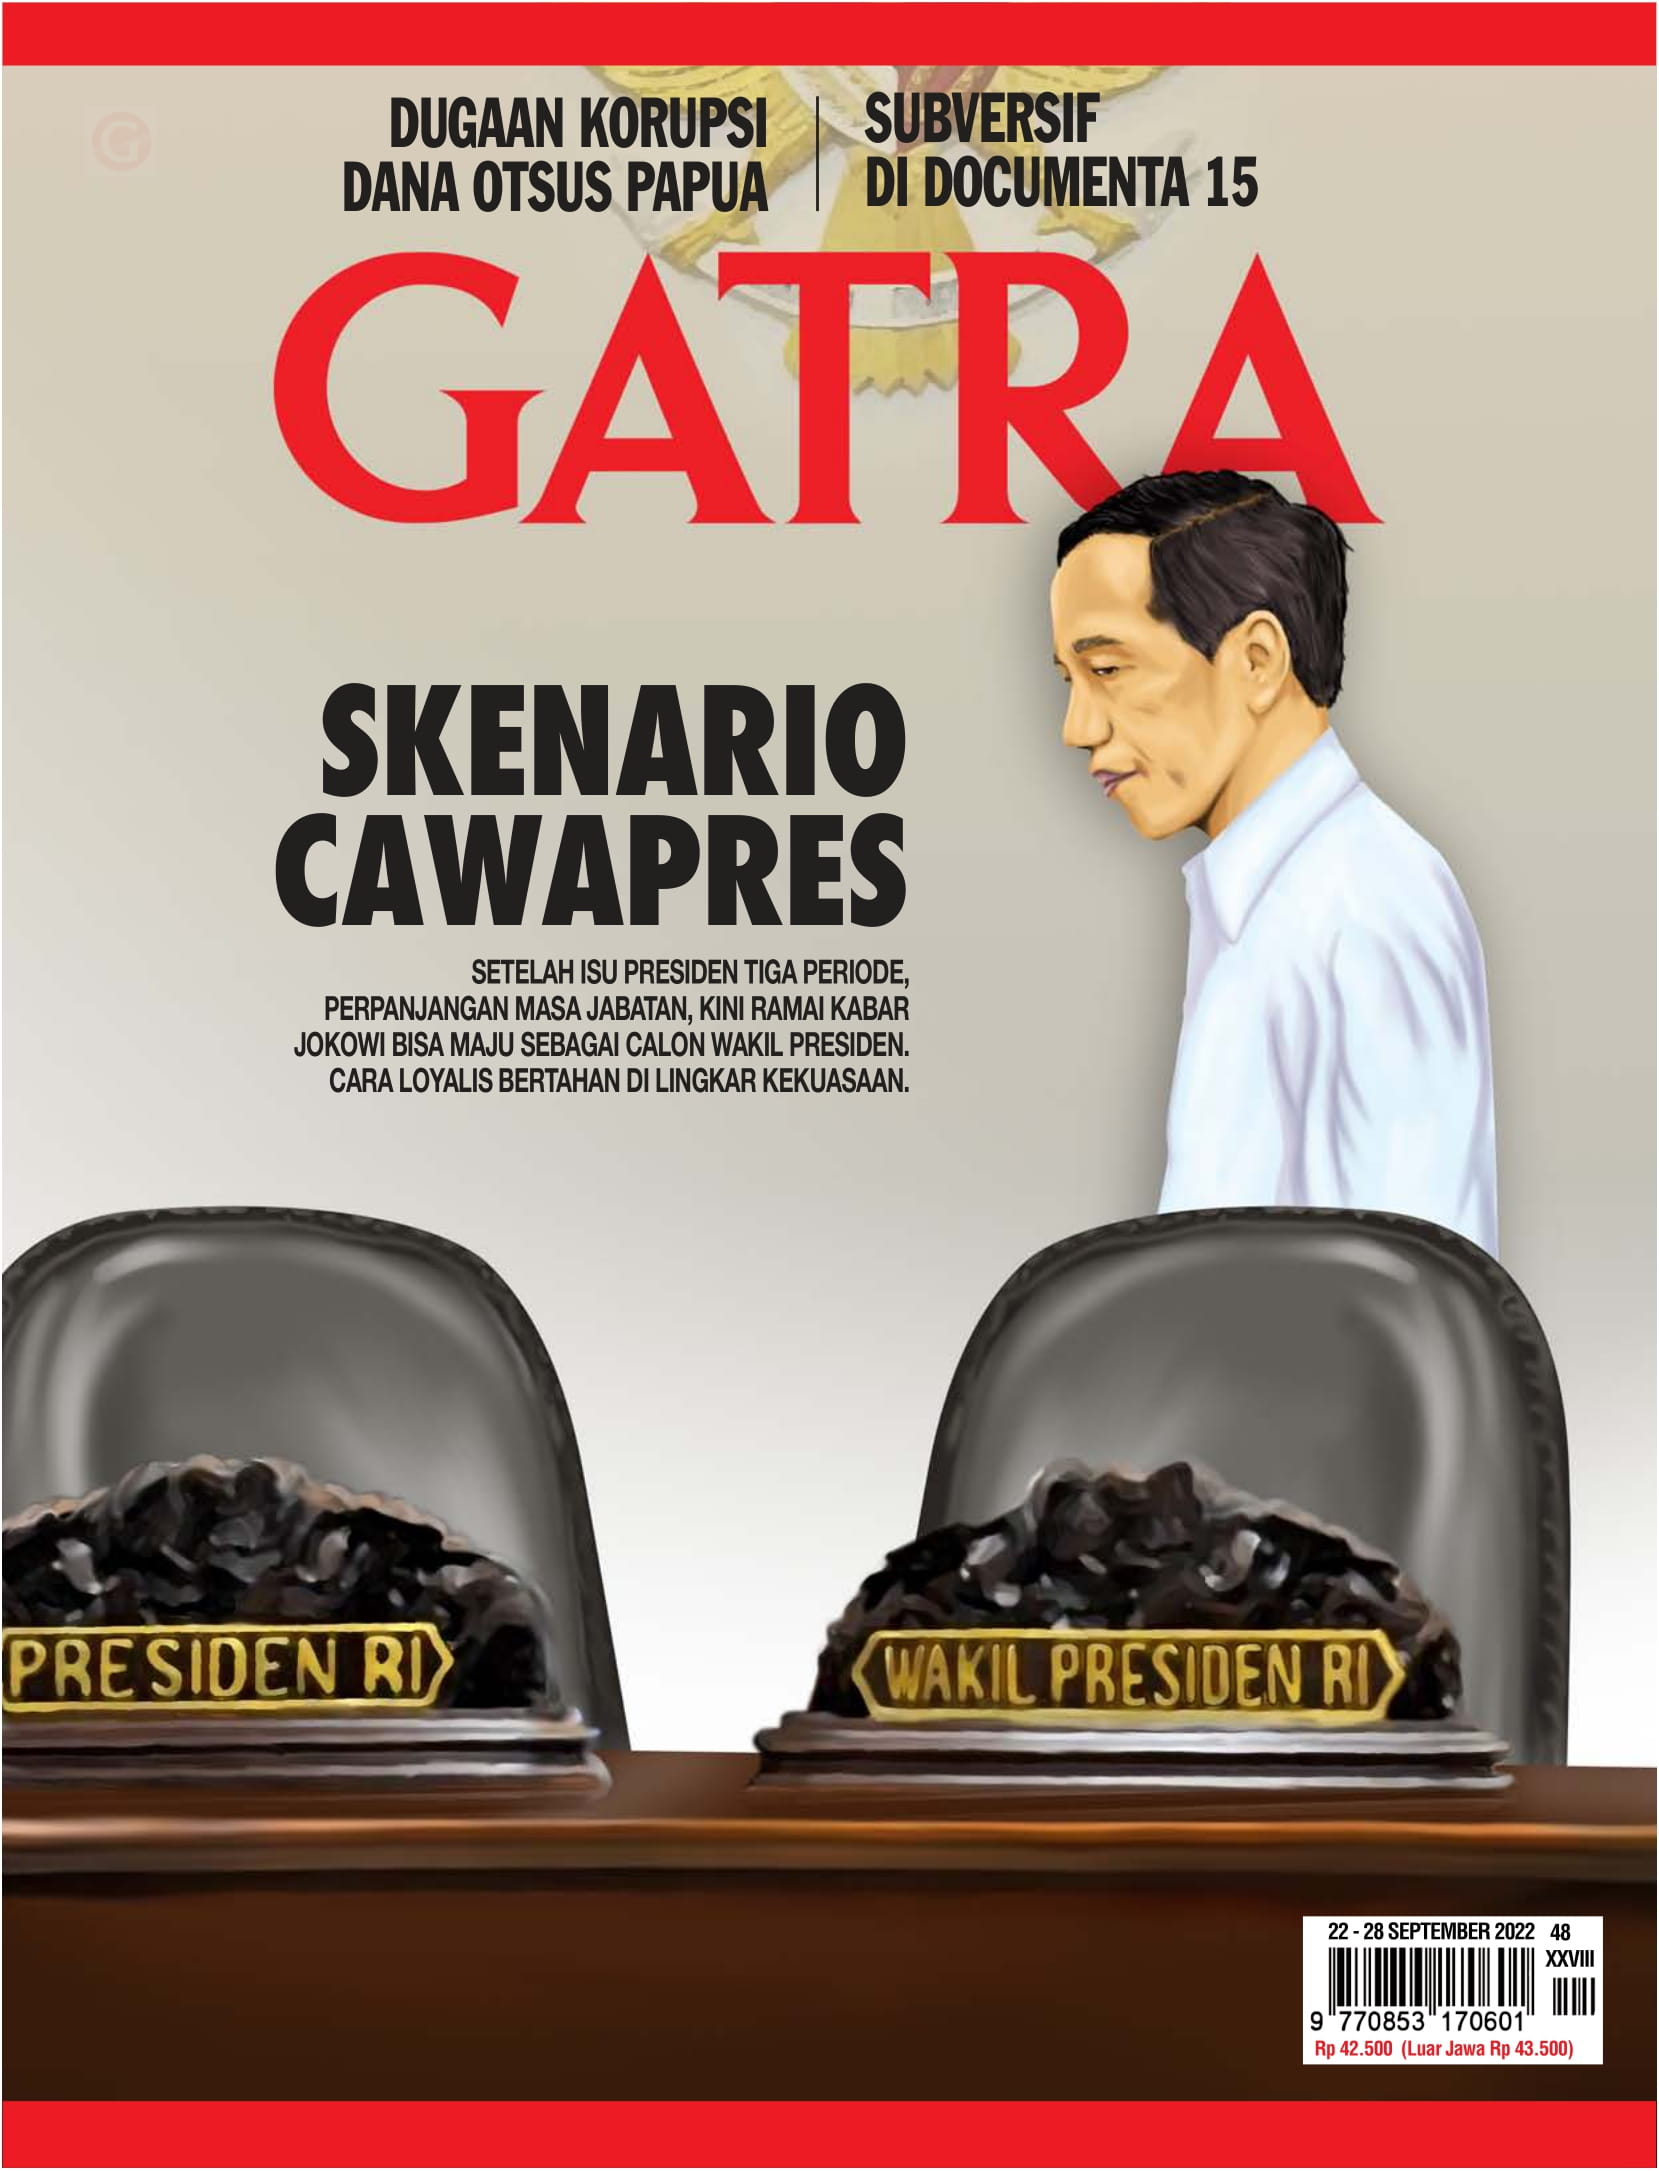 DUGAAN KORUPSI
DANA OTSUS PAPUA
SUBVERSIF
DI DOCUMENTA 15
GATRA
SKENARIO
CAWAPRES
SETELAH ISU PRESIDEN TIGA PERIODE,
PERPANJANGAN MASA JABATAN, KINI RAMAI KABAR
JOKOWI BISA MAJU SEBAGAI CALON WAKIL PRESIDEN.
CARA LOYALIS BERTAHAN DI LINGKAR KEKUASAAN.
PRESIDEN RI
WAKIL PRESIDEN RI
22 - 28 SEPTEMBER 2022 48
XXVIII
9 770853 170601
Rp 42.500 (Luar Jawa Rp 43.500)
G